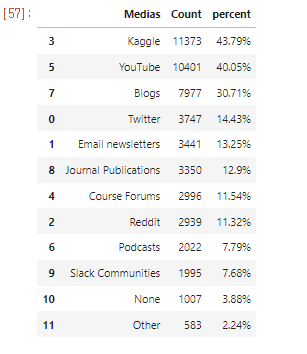 [57]:
Medias Count percent
3 Kaggle 11373 43.79%
5 YouTube 10401 40.05%
7 Blogs 7977 30.71%
0 Twitter 3747 14.43%
1 Email newsletters 3441 13.25%
8 Journal Publications 3350 12.9%
4 Course Forums 2996 11.54%
2 Reddit 2939 11.32%
6 Podcasts 2022 7.79%
9 Slack Communities 1995 7.68%
10 None 1007 3.88%
11 Other 583 2.24%